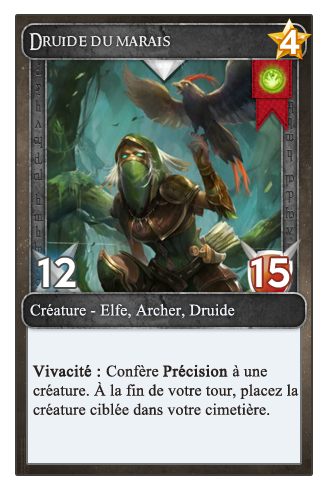 Druide du marais
4
12
15
Créature - Elfe, Archer, Druide
Vivacité : Confère Précision à une
créature. À la fin de votre tour, placez la
créature ciblée dans votre cimetière.